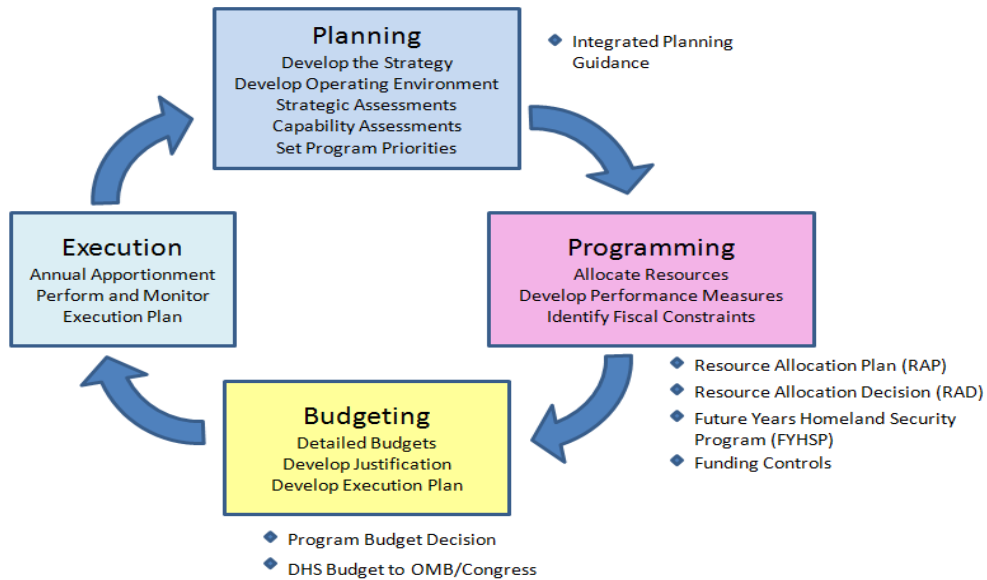 Planning
Develop the Strategy
Develop Operating Environment
Strategic Assessments
Capability Assessments
Set Program Priorities
Integrated Planning
Guidance
Programming
Allocate Resources
Develop Performance Measures
Identify Fiscal Constraints
Resource Allocation Plan (RAP)
Resource Allocation Decision (RAD)
Future Years Homeland Security
Program (FYHSP)
Funding Controls
Budgeting
Detailed Budgets
Develop Justification
Develop Execution Plan
Program Budget Decision
DHS Budget to OMB/Congress
Execution
Annual Apportionment
Perform and Monitor
Execution Plan